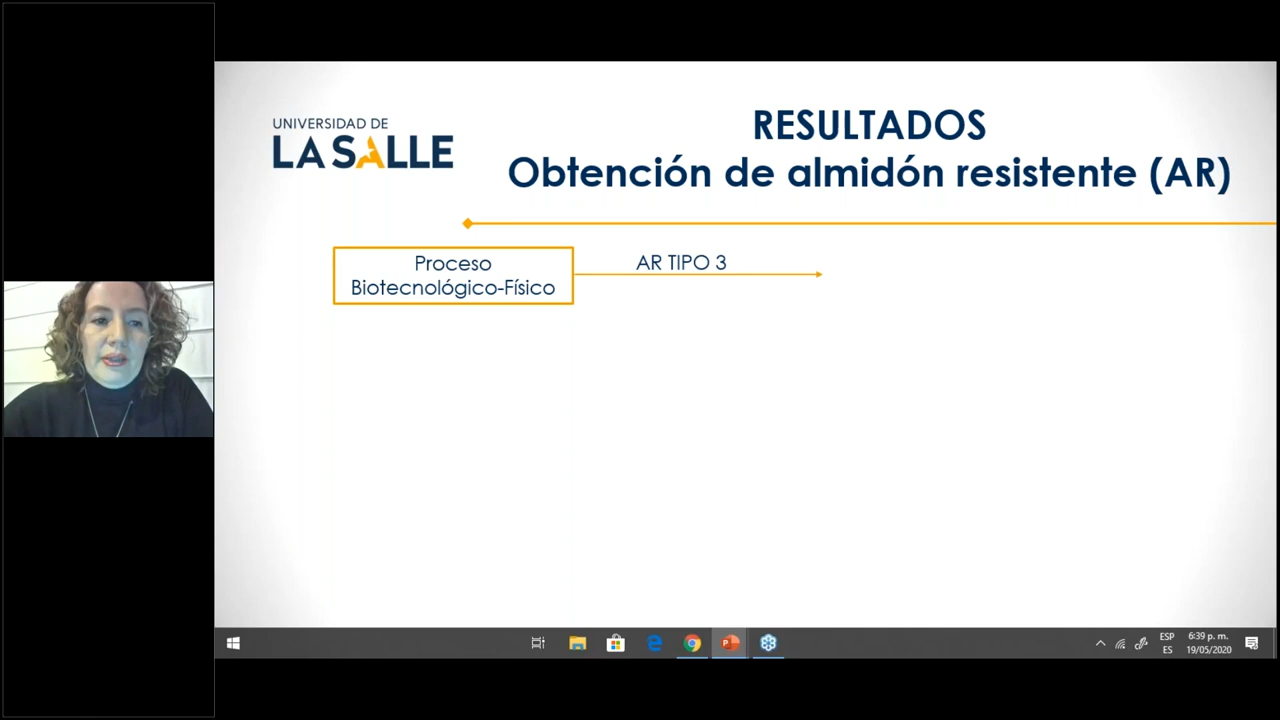 UNIVERSIDAD DE
LA SALLE
RESULTADOS
Obtención de almidón resistente (AR)
Proceso
Biotecnológico-Físico
AR TIPO 3
ESP
ES
6:39 p. m.
19/05/2020